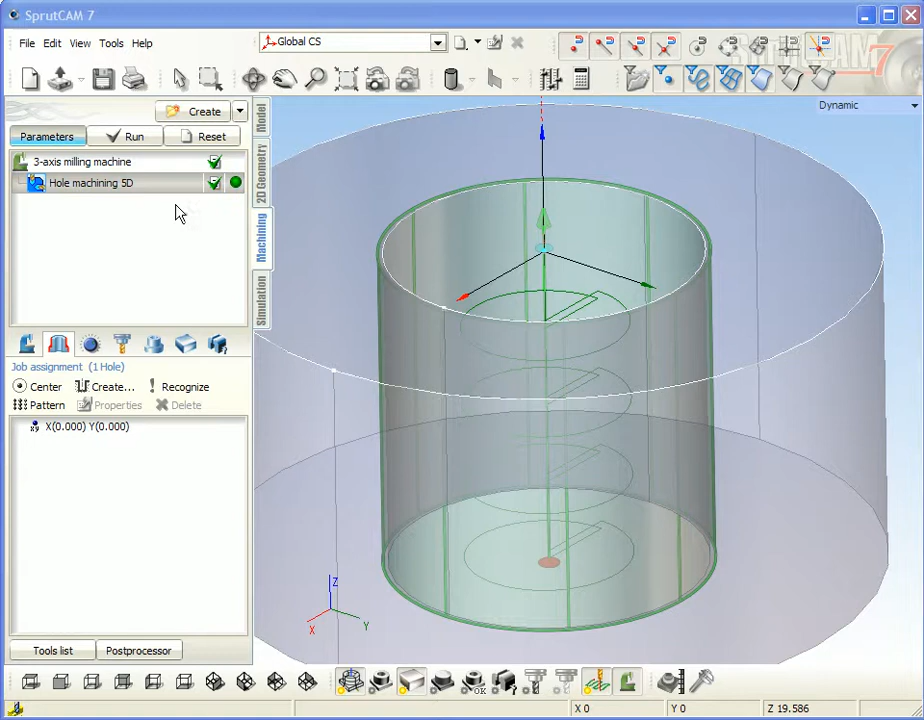 SprutCAM 7
File Edit View Tools Help
Global CS
Create
Parameters Run Reset
3-axis milling machine
Hole machining 5D
Model
2D Geometry
Machining
Simulation
Dynamic
Job assignment (1 Hole)
Center Create... Recognize
Pattern Properties Delete
X(0.000) Y(0.000)
Z
X
Y
Tools list Postprocessor
OK
X 0 Y 0 Z 19.586